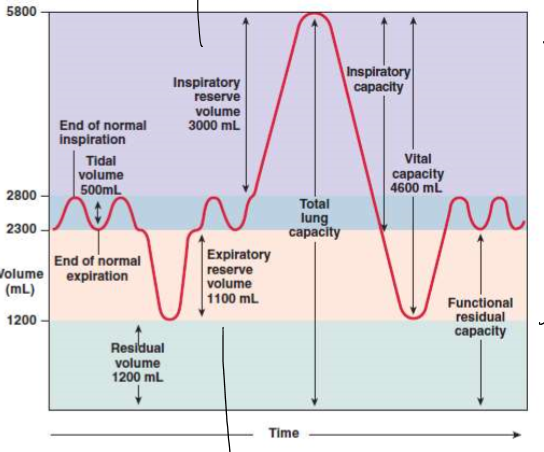 5800
Inspiratory
reserve
volume
3000 mL
Inspiratory
capacity
End of normal
inspiration
Tidal
volume
500mL
Vital
capacity
4600 mL
2800
2300
Total
lung
capacity
End of normal
expiration
Expiratory
reserve
volume
1100 mL
Volume
(mL)
Functional
residual
capacity
1200
Residual
volume
1200 mL
Time